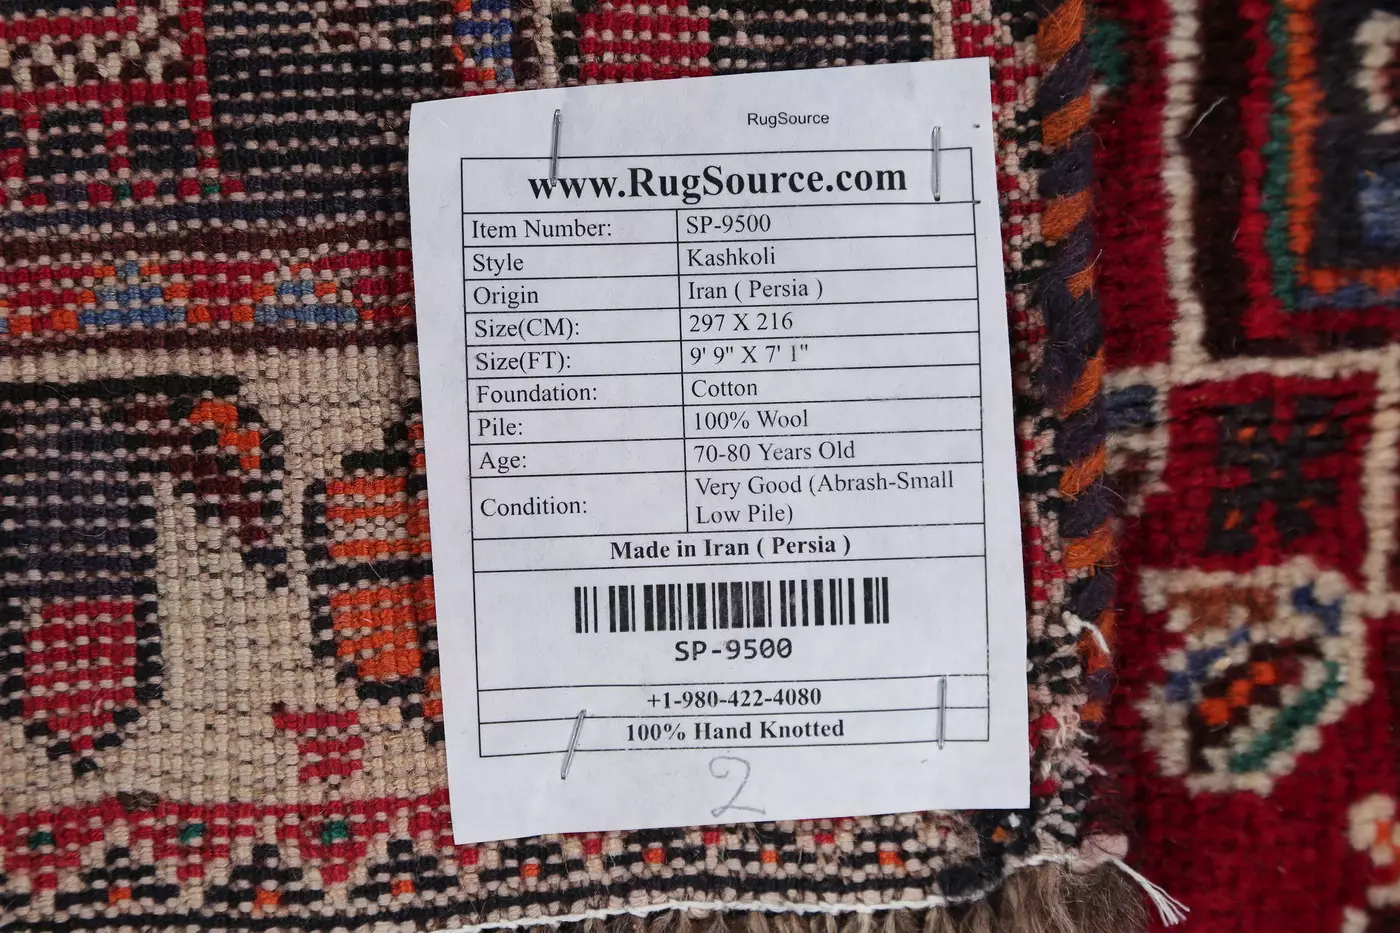 RugSource
www.RugSource.com
Item Number: SP-9500
Style Kashkoli
Origin Iran ( Persia )
Size(CM): 297 X 216
Size(FT): 9' 9" X 7' 1"
Foundation: Cotton
Pile: 100% Wool
Age: 70-80 Years Old
Condition: Very Good (Abrash-Small
Low Pile)
Made in Iran ( Persia )
SP-9500
+1-980-422-4080
100% Hand Knotted
2